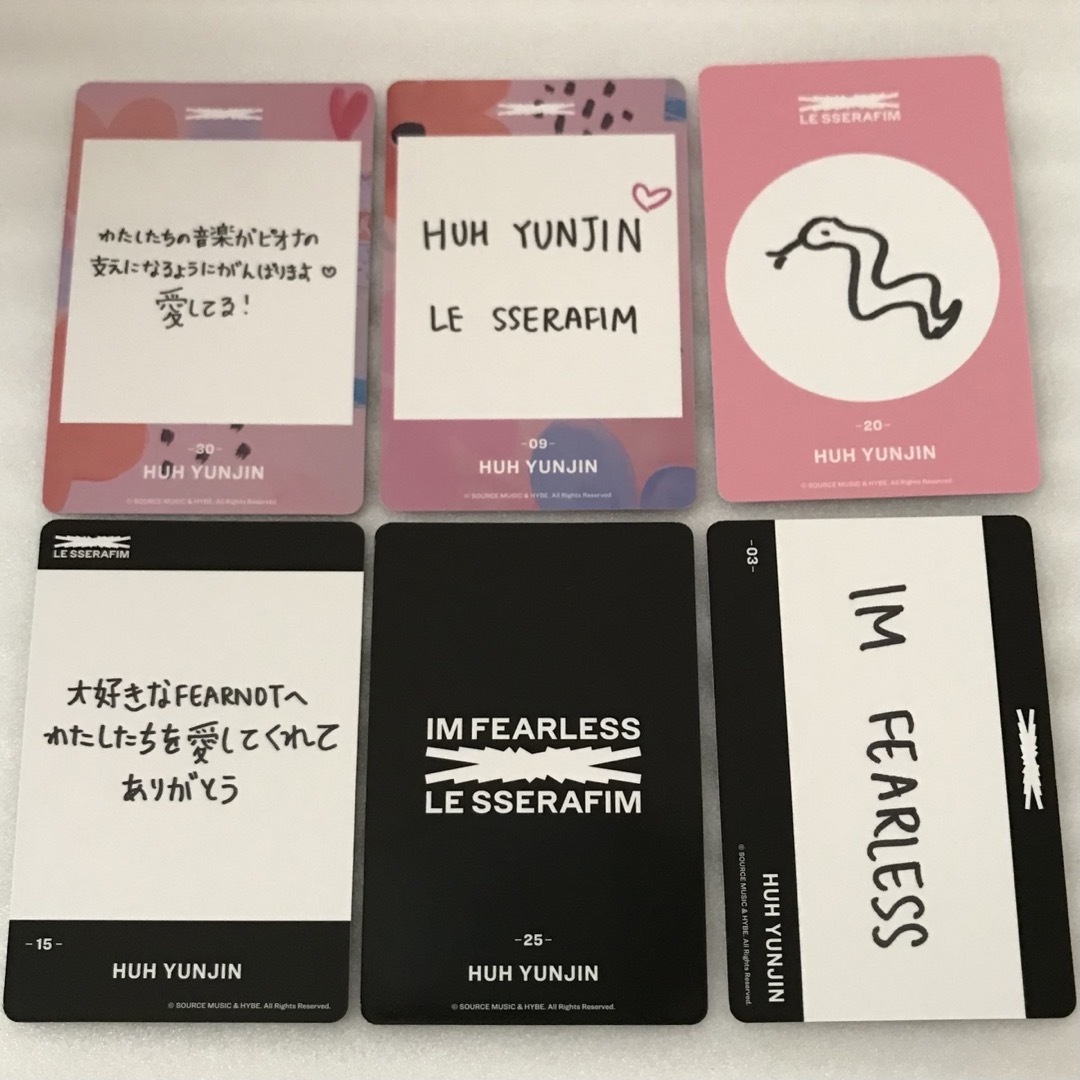 わたしたちの音楽がピオナの
支えになるようにがんばりまよ♡
愛してる!
-30-
HUH YUNJIN
© SOURCE MUSIC & HYBE. All Rights Reserved.
HUH YUNJIN
LE SSERAFIM
-09-
HUH YUNJIN
© SOURCE MUSIC & HYBE. All Rights Reserved.
LE SSERAFIM
-20-
HUH YUNJIN
© SOURCE MUSIC & HYBE. All Rights Reserved.
LE SSERAFIM
大好きなFEARNOTへ
わたしたちを愛してくれて
ありがとう
-15-
HUH YUNJIN
© SOURCE MUSIC & HYBE. All Rights Reserved.
IM FEARLESS
LE SSERAFIM
-25-
HUH YUNJIN
© SOURCE MUSIC & HYBE. All Rights Reserved.
-03-
IM FEARLESS
HUH YUNJIN
© SOURCE MUSIC & HYBE. All Rights Reserved.